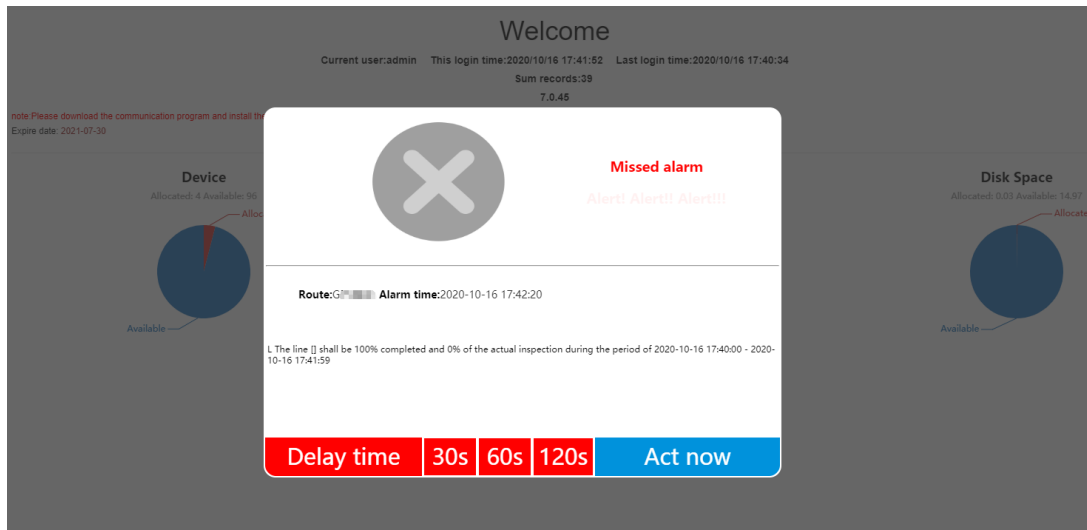 Welcome
Current user:admin This login time:2020/10/16 17:41:52 Last login time:2020/10/16 17:40:34
Sum records:39
7.0.45
note:Please download the communication program and install the
Expire date: 2021-07-30
Device
Allocated: 4 Available: 96
Alloc
Available
Missed alarm
Alert! Alert!! Alert!!!
Route:G Alarm time:2020-10-16 17:42:20
L The line [] shall be 100% completed and 0% of the actual inspection during the period of 2020-10-16 17:40:00 - 2020-
10-16 17:41:59
Delay time 30s 60s 120s Act now
Disk Space
Allocated: 0.03 Available: 14.97
Allocate
Available